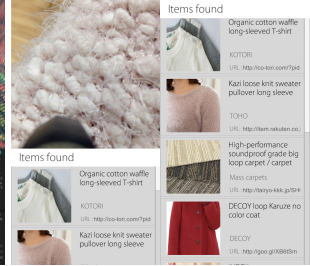 Items found
Organic cotton waffle
long-sleeved T-shirt
KOTORI
URL :http://co-tori.com/?pid
Kazi loose knit sweater
pullover long sleeve
Items found
Organic cotton waffle
long-sleeved T-shirt
KOTORI
URL :http://co-tori.com/?pid
Kazi loose knit sweater
pullover long sleeve
TOHO
URL :http://item.rakuten.co.
High-performance
soundproof grade big
loop carpet / carpet
Mass carpets
URL :http://tairyo-kkk.jp/SH
DECOY loop Karuze no
color coat
DECOY
URL :http://goo.gl/XB6tSm